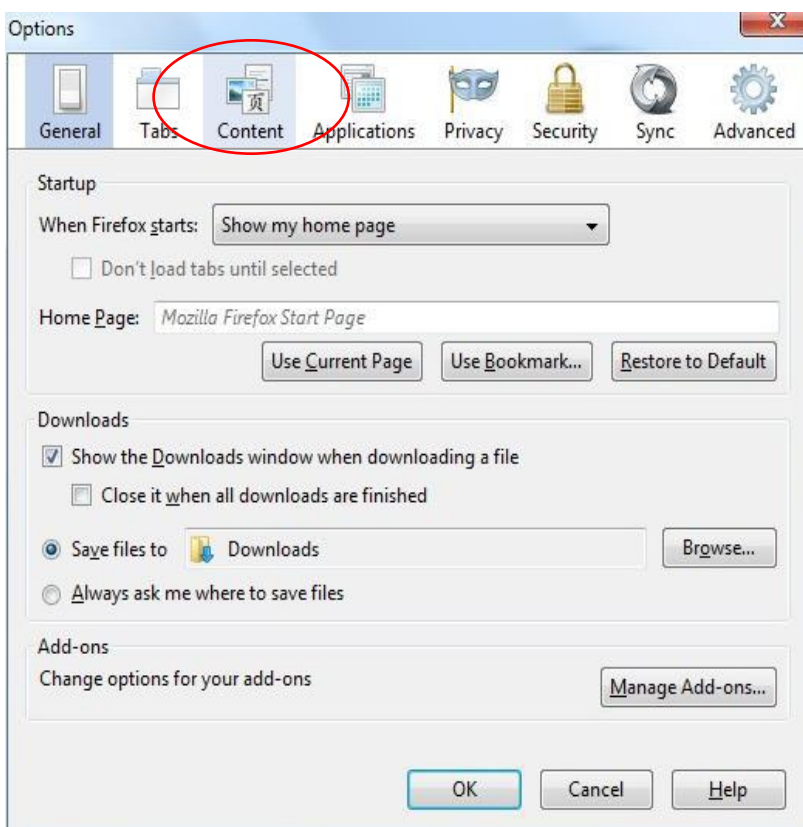 Options
General Tabs Content Applications Privacy Security Sync Advanced
页
Startup
When Firefox starts: Show my home page
Don't load tabs until selected
Home Page: Mozilla Firefox Start Page
Use Current Page Use Bookmark... Restore to Default
Downloads
Show the Downloads window when downloading a file
Close it when all downloads are finished
Save files to Downloads Browse...
Always ask me where to save files
Add-ons
Change options for your add-ons
Manage Add-ons...
OK Cancel Help